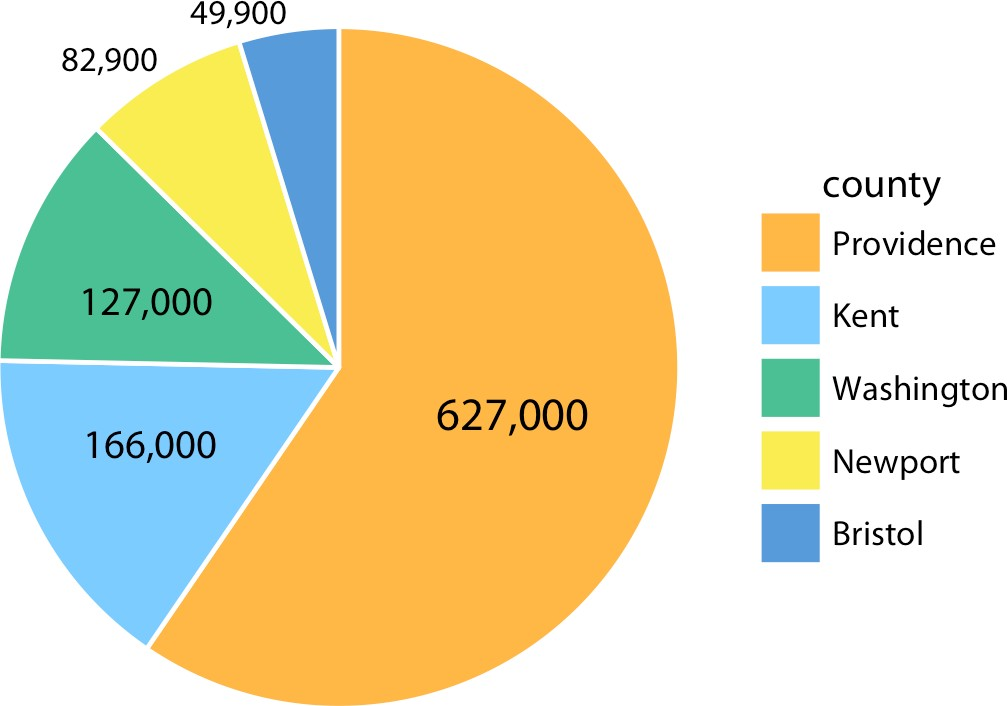 49,900
82,900
127,000
166,000
627,000
county
Providence
Kent
Washington
Newport
Bristol